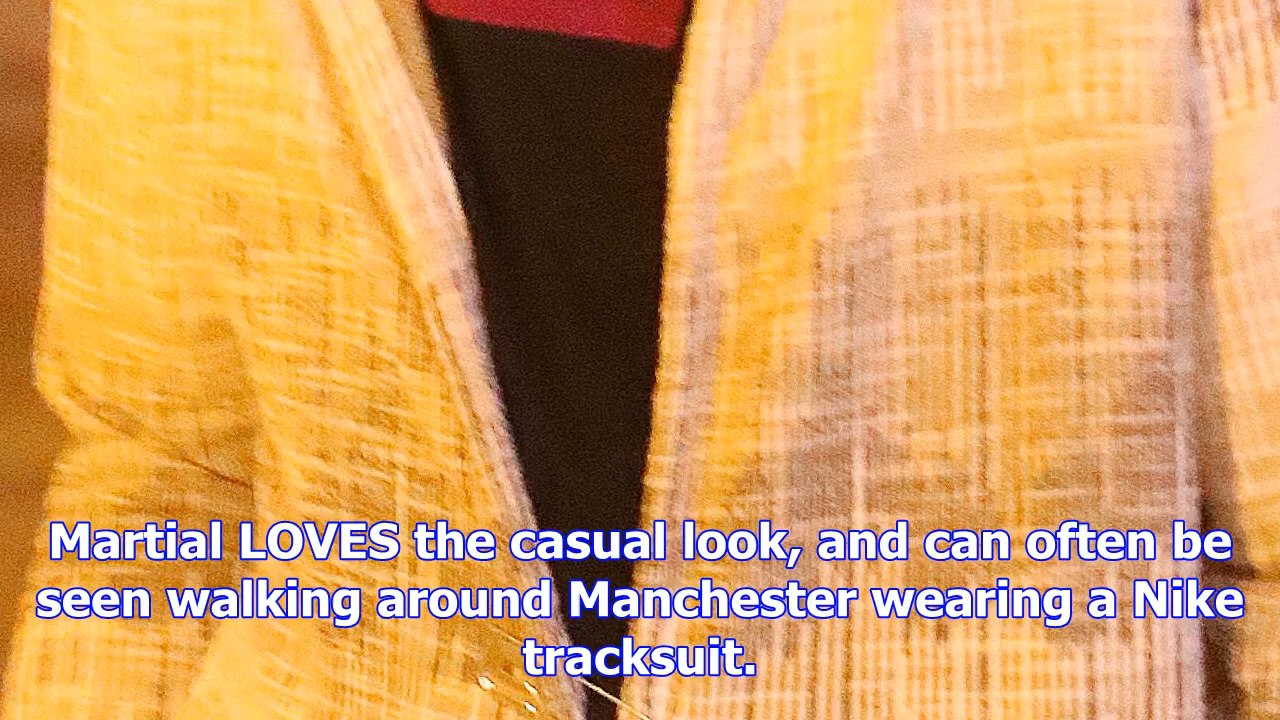 Martial LOVES the casual look, and can often be
seen walking around Manchester wearing a Nike
tracksuit.